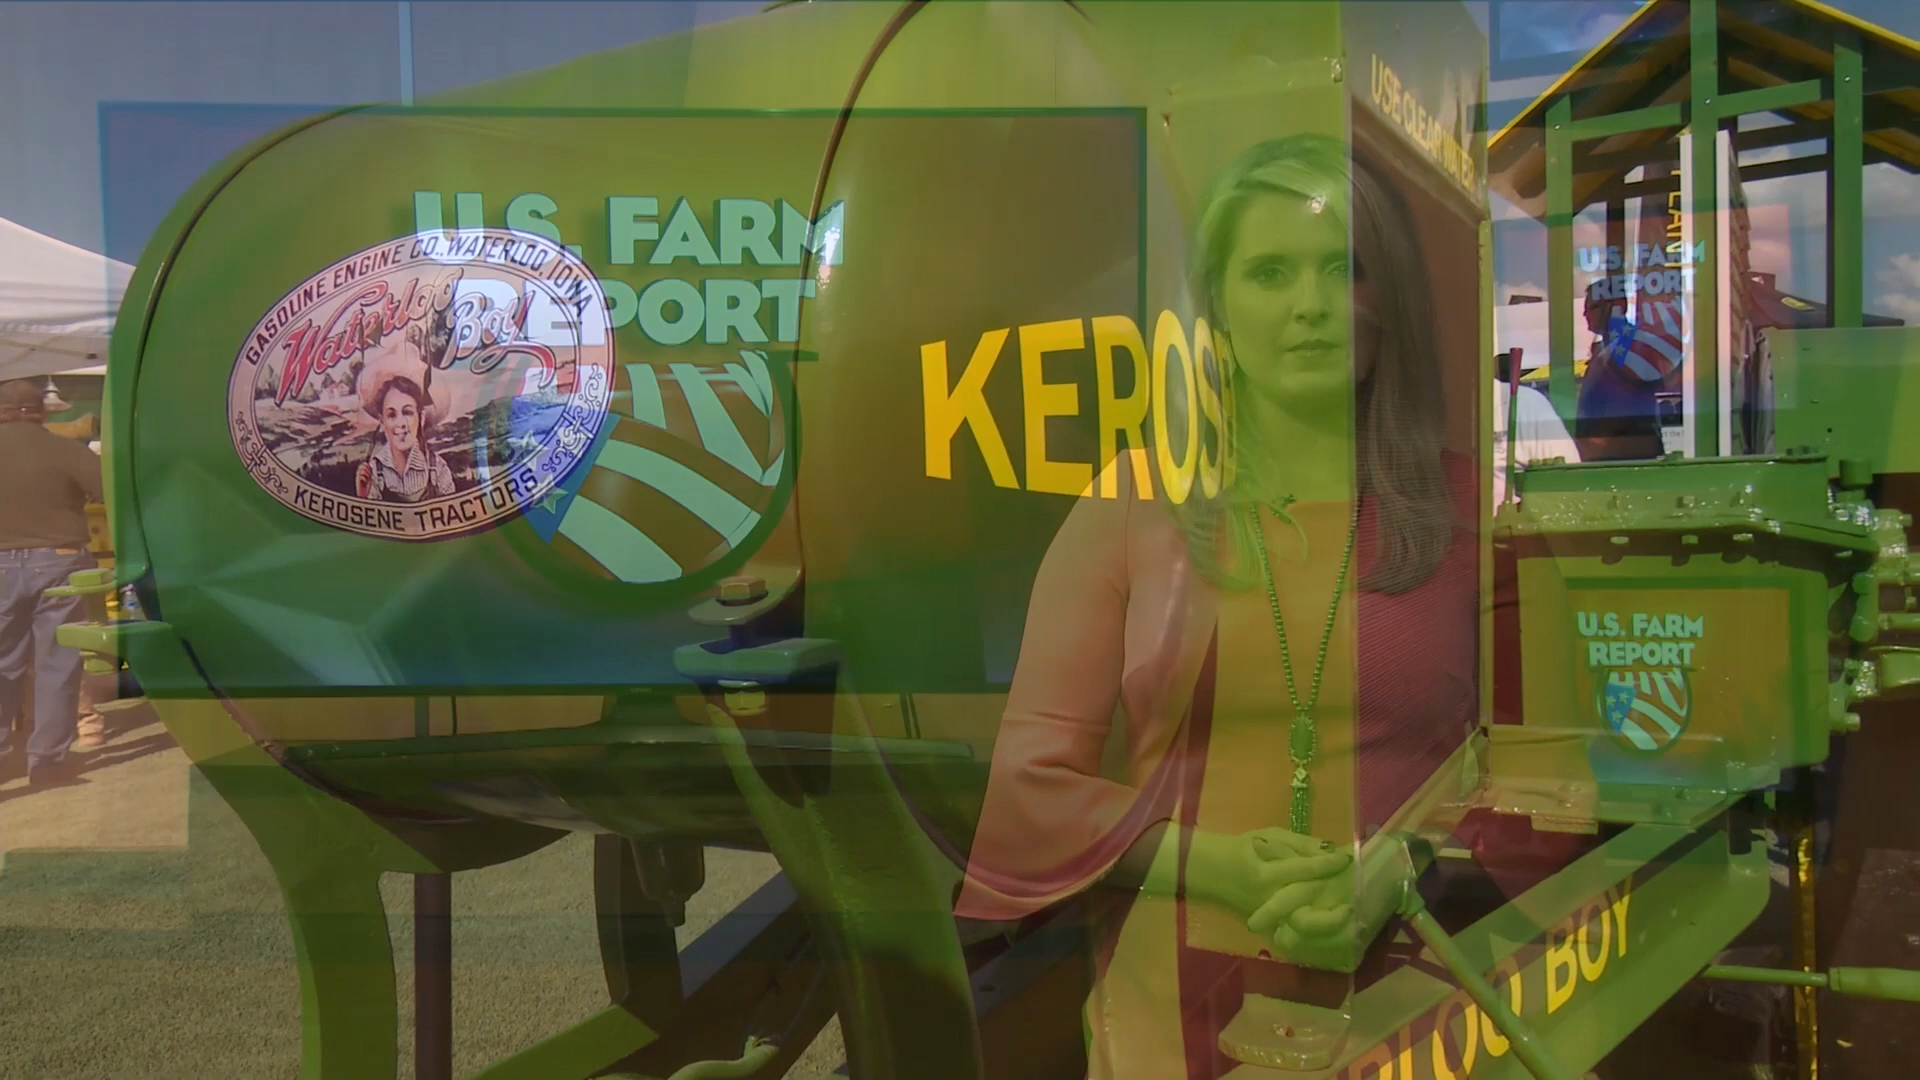 USE CLEAR WATER
U.S. FARM
REPORT
GASOLINE ENGINE CO., WATERLOO, IOWA
Waterloo
Boy
KEROSENE TRACTORS
KEROS
U.S. FARM
REPORT
U.S. FARM
REPORT
LOO BOY